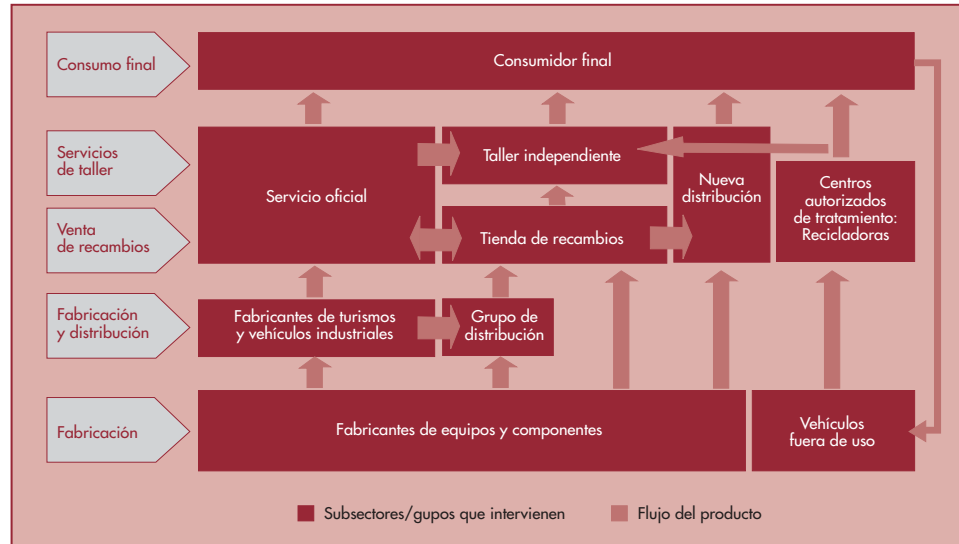 Consumo final
Consumidor final
Servicios
de taller
Venta
de recambios
Servicio oficial
Taller independiente
Tienda de recambios
Nueva
distribución
Centros
autorizados
de tratamiento:
Recicladoras
Fabricación
y distribución
Fabricantes de turismos
y vehículos industriales
Grupo de
distribución
Fabricación
Fabricantes de equipos y componentes
Vehículos
fuera de uso
Subsectores/gupos que intervienen
Flujo del producto